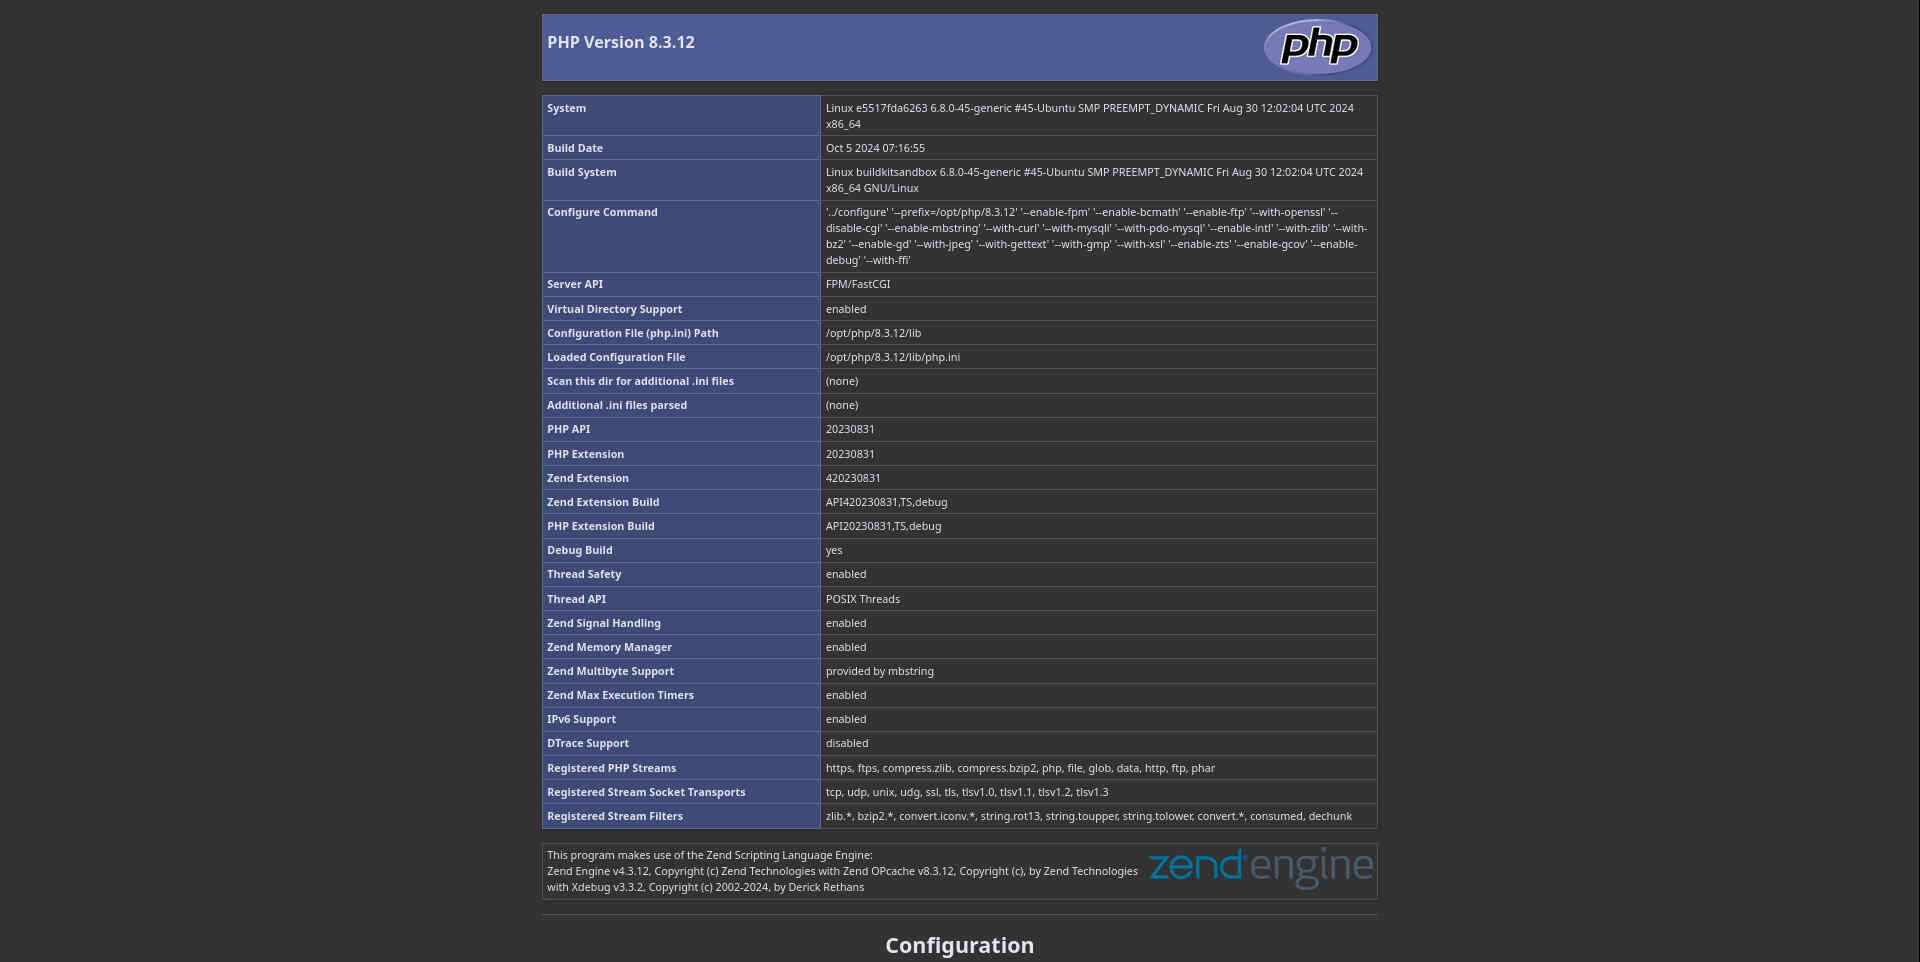 PHP Version 8.3.12
php
System
Linux e5517fda6263 6.8.0-45-generic #45-Ubuntu SMP PREEMPT_DYNAMIC Fri Aug 30 12:02:04 UTC 2024
x86_64
Build Date
Oct 5 2024 07:16:55
Build System
Linux buildkitsandbox 6.8.0-45-generic #45-Ubuntu SMP PREEMPT_DYNAMIC Fri Aug 30 12:02:04 UTC 2024
x86_64 GNU/Linux
Configure Command
'../configure' '--prefix=/opt/php/8.3.12' '--enable-fpm' '--enable-bcmath' '--enable-ftp' '--with-openssl' '--
disable-cgi' '--enable-mbstring' '--with-curl' '--with-mysqli' '--with-pdo-mysql' '--enable-intl' '--with-zlib' '--with-
bz2' '--enable-gd' '--with-jpeg' '--with-gettext' '--with-gmp' '--with-xsl' '--enable-zts' '--enable-gcov' '--enable-
debug' '--with-ffi'
Server API
FPM/FastCGI
Virtual Directory Support
enabled
Configuration File (php.ini) Path
/opt/php/8.3.12/lib
Loaded Configuration File
/opt/php/8.3.12/lib/php.ini
Scan this dir for additional .ini files
(none)
Additional .ini files parsed
(none)
PHP API
20230831
PHP Extension
20230831
Zend Extension
420230831
Zend Extension Build
API420230831,TS,debug
PHP Extension Build
API20230831,TS,debug
Debug Build
yes
Thread Safety
enabled
Thread API
POSIX Threads
Zend Signal Handling
enabled
Zend Memory Manager
enabled
Zend Multibyte Support
provided by mbstring
Zend Max Execution Timers
enabled
IPv6 Support
enabled
DTrace Support
disabled
Registered PHP Streams
https, ftps, compress.zlib, compress.bzip2, php, file, glob, data, http, ftp, phar
Registered Stream Socket Transports
tcp, udp, unix, udg, ssl, tls, tlsv1.0, tlsv1.1, tlsv1.2, tlsv1.3
Registered Stream Filters
zlib.*, bzip2.*, convert.iconv.*, string.rot13, string.toupper, string.tolower, convert.*, consumed, dechunk
This program makes use of the Zend Scripting Language Engine:
Zend Engine v4.3.12, Copyright (c) Zend Technologies with Zend OPcache v8.3.12, Copyright (c), by Zend Technologies
with Xdebug v3.3.2, Copyright (c) 2002-2024, by Derick Rethans
zend engine
Configuration